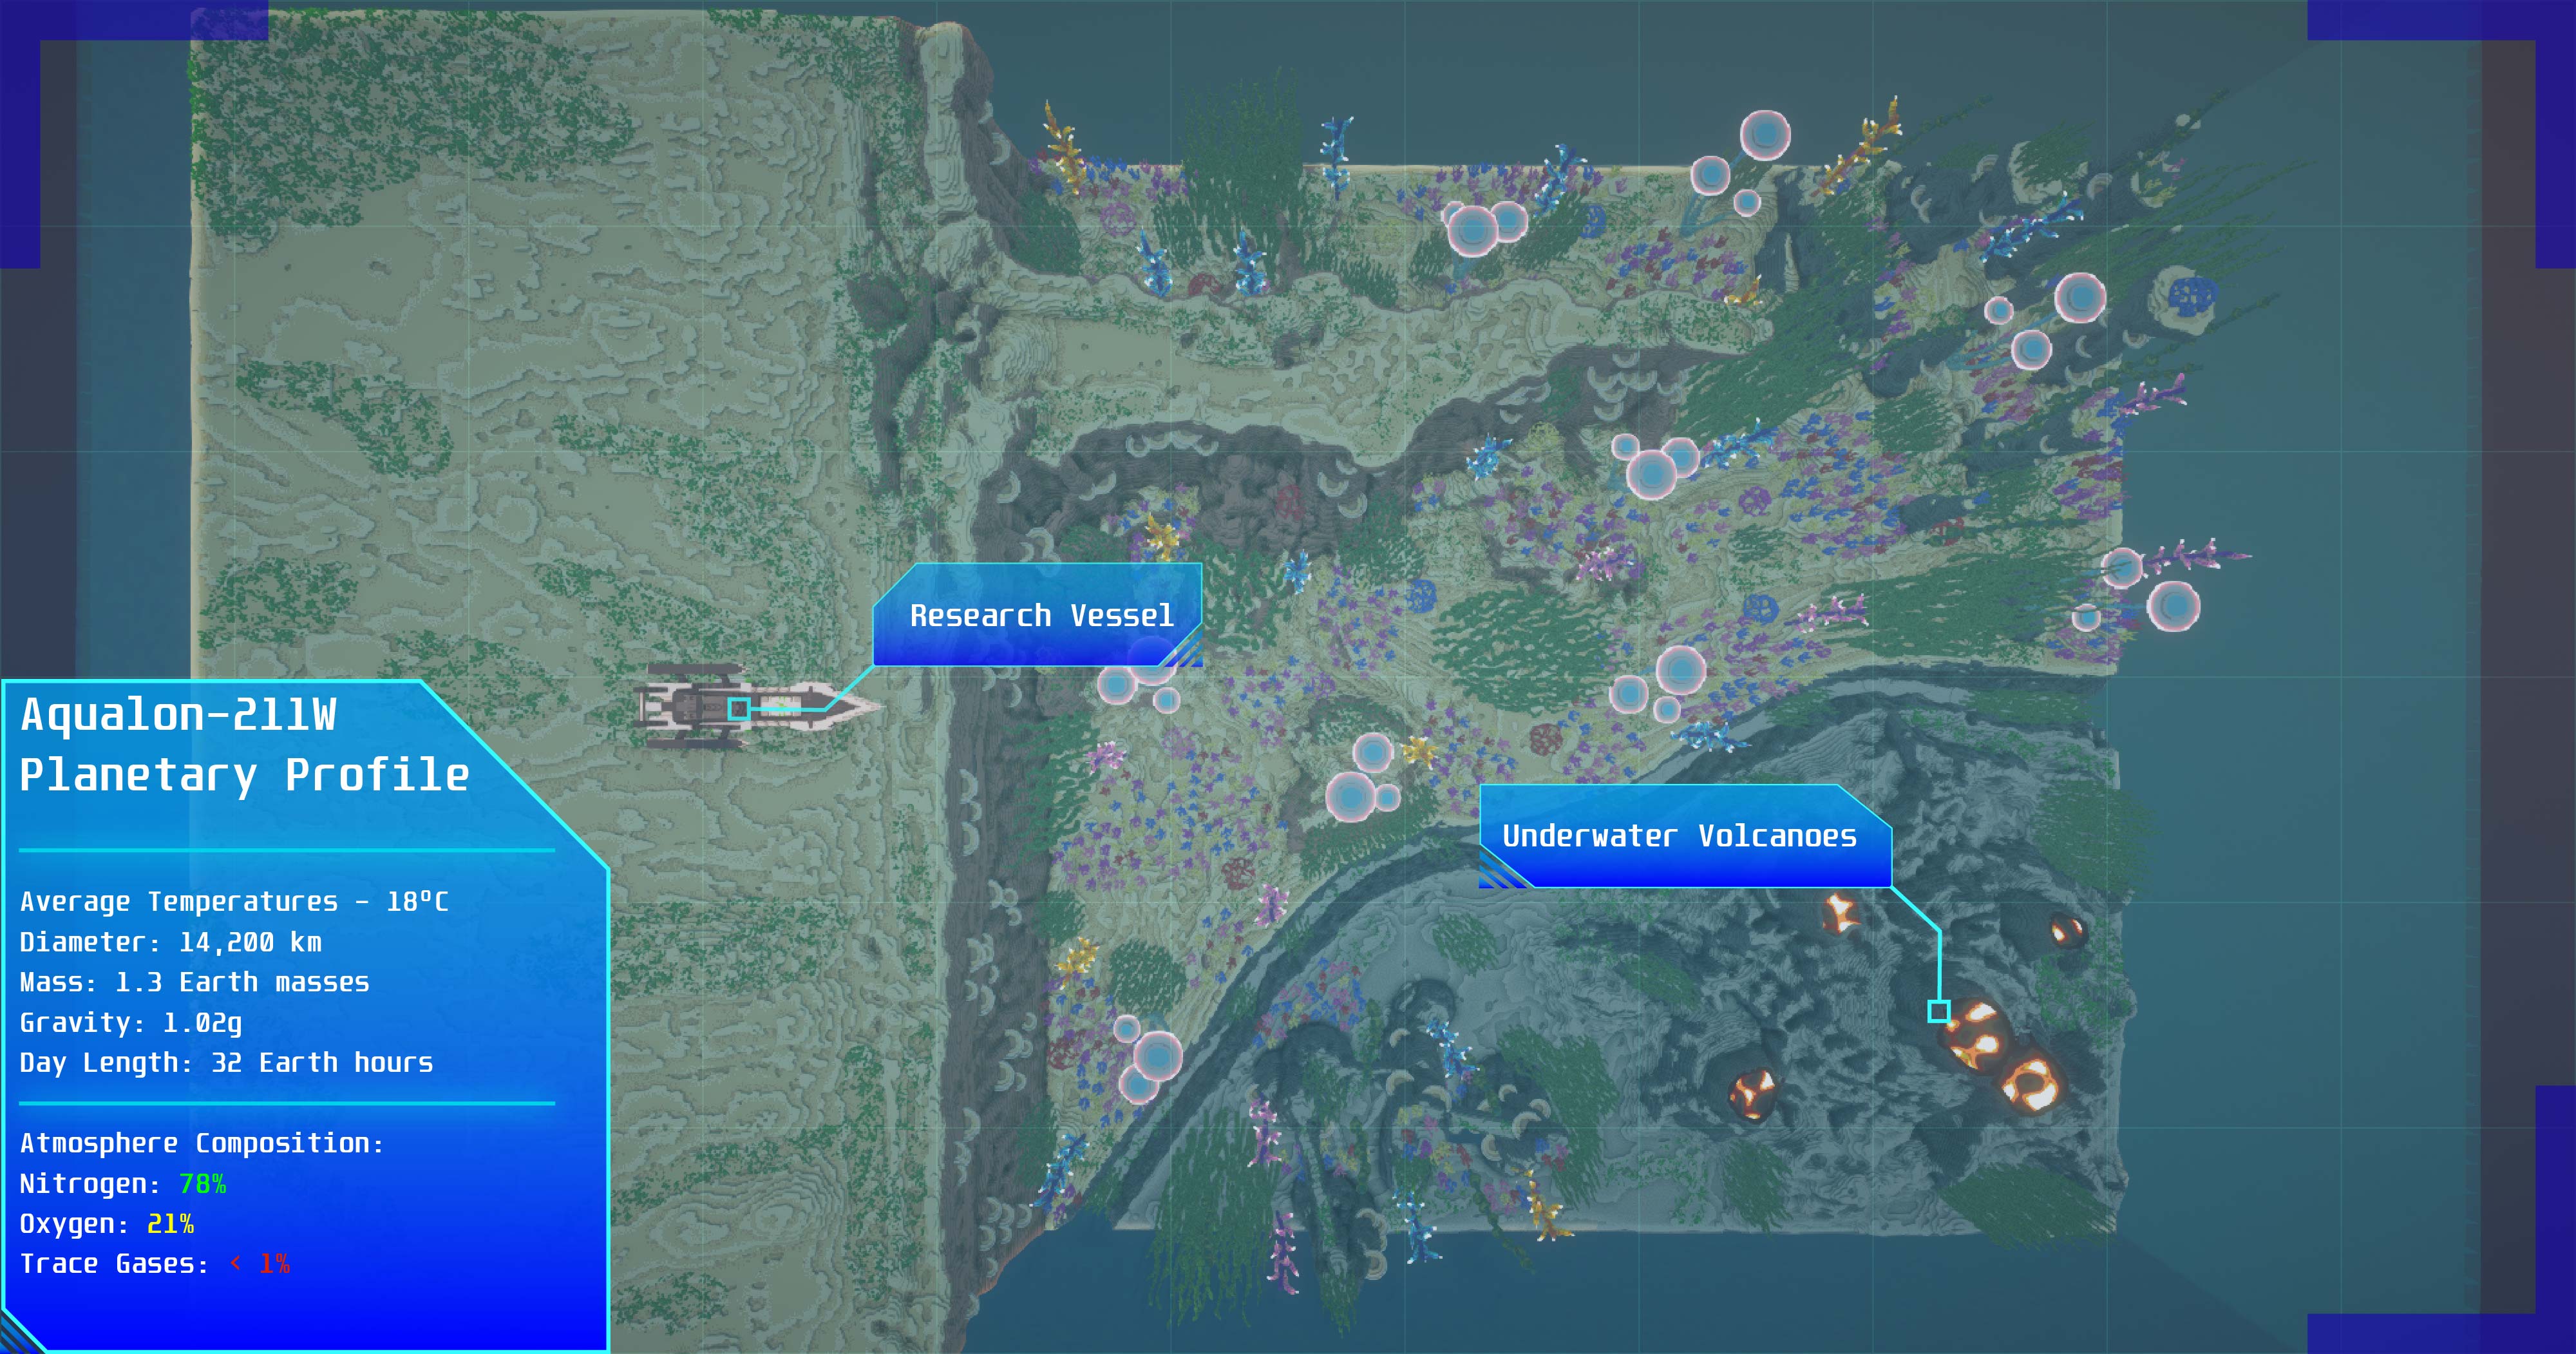 Research Vessel
Aqualon-211W
Planetary Profile
Underwater Volcanoes
Average Temperatures - 18ºC
Diameter: 14,200 km
Mass: 1.3 Earth masses
Gravity: 1.02g
Day Length: 32 Earth hours
Atmosphere Composition:
Nitrogen: 78%
Oxygen: 21%
Trace Gases: < 1%